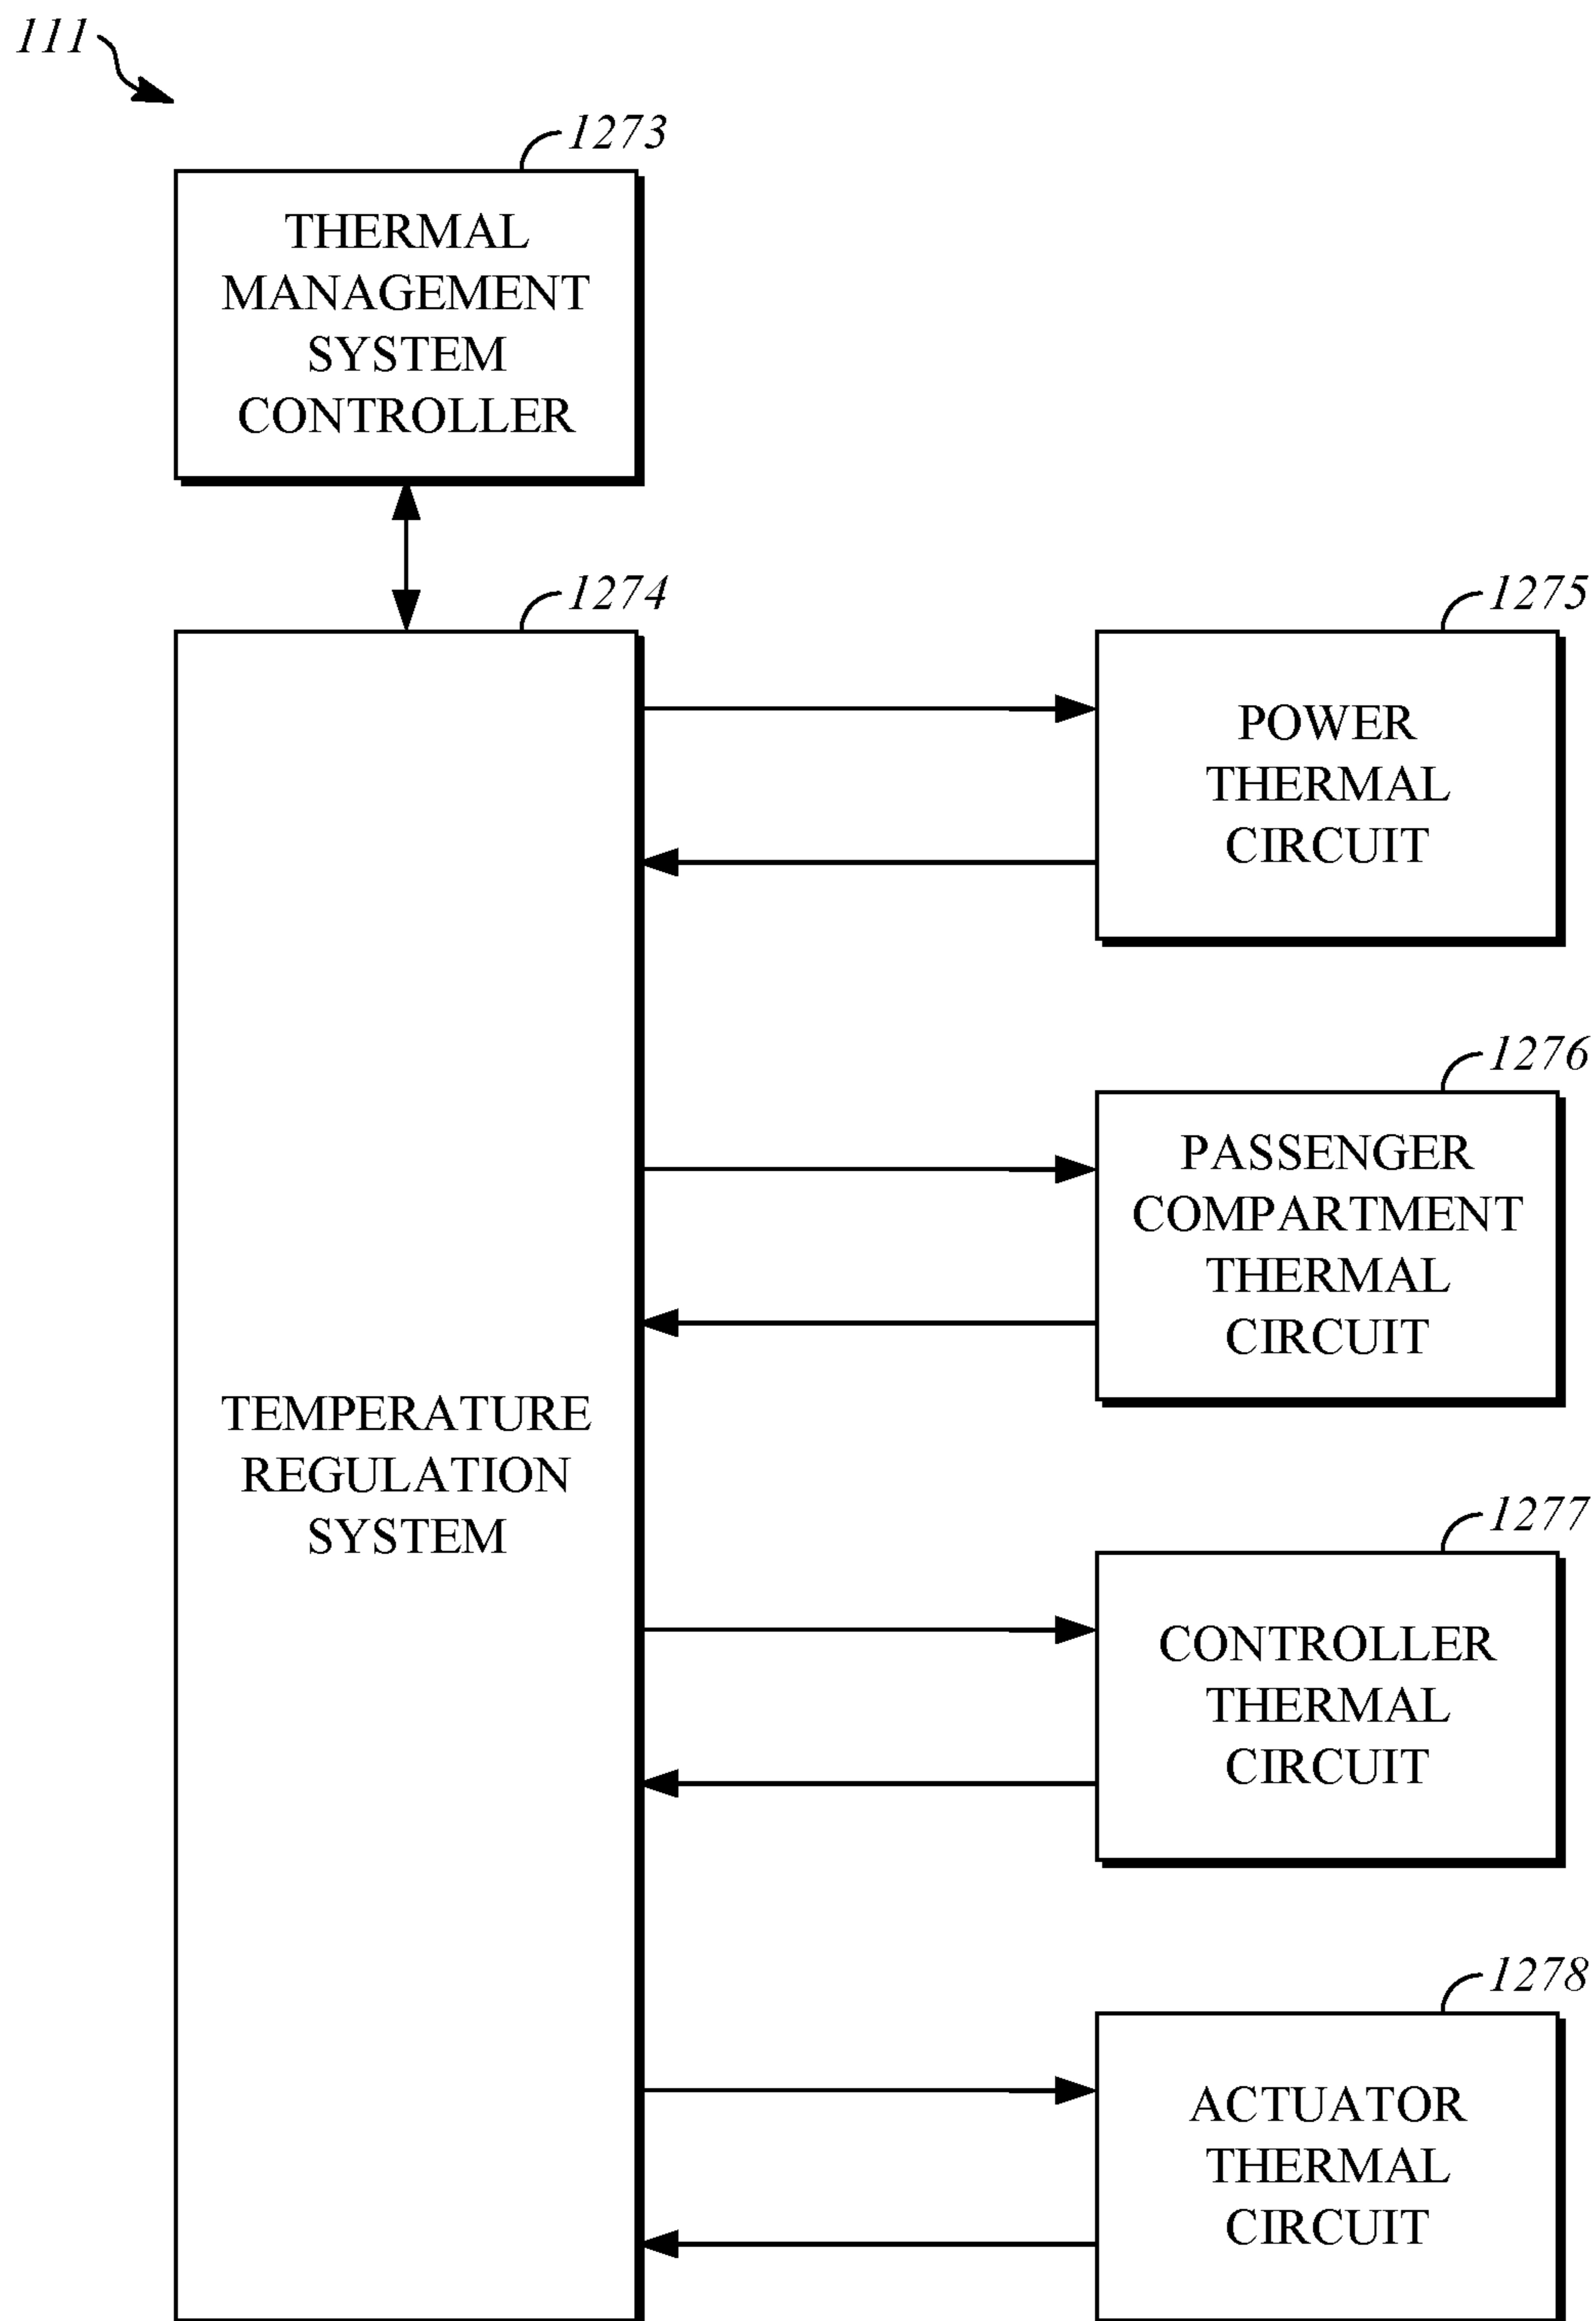 111
1273
THERMAL
MANAGEMENT
SYSTEM
CONTROLLER
1274
TEMPERATURE
REGULATION
SYSTEM
1275
POWER
THERMAL
CIRCUIT
1276
PASSENGER
COMPARTMENT
THERMAL
CIRCUIT
1277
CONTROLLER
THERMAL
CIRCUIT
1278
ACTUATOR
THERMAL
CIRCUIT